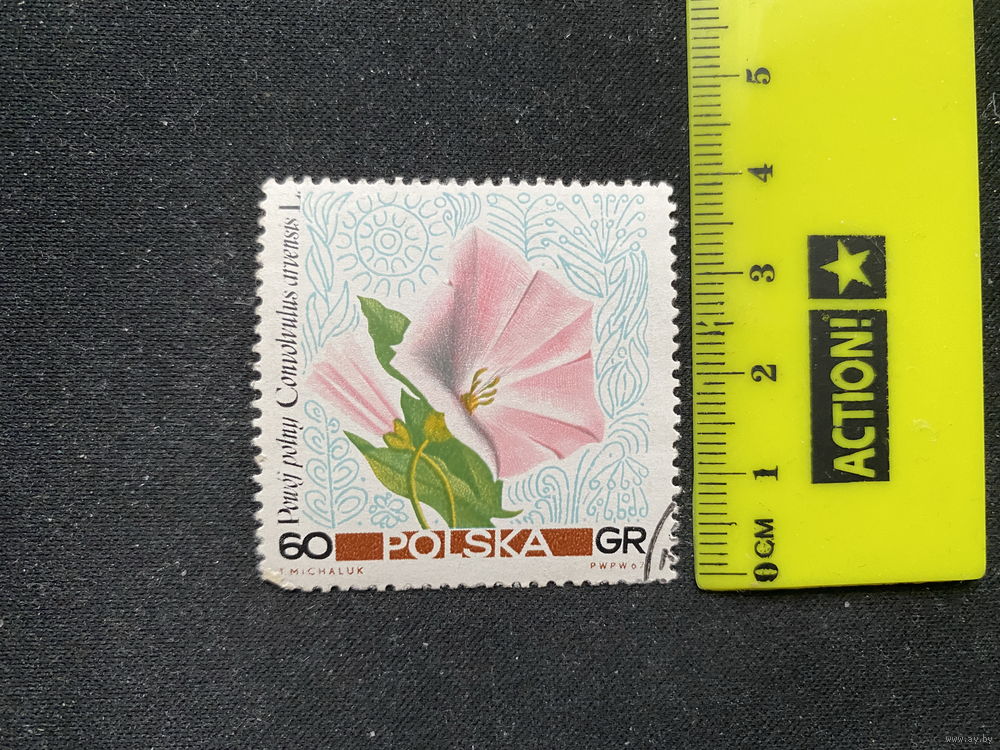 Powój polny Convolvulus arvensis L.
60 POLSKA GR
T. MICHALUK PWPW 67
5
4
3
2
1
0 CM
ACTION!
www.ay.by